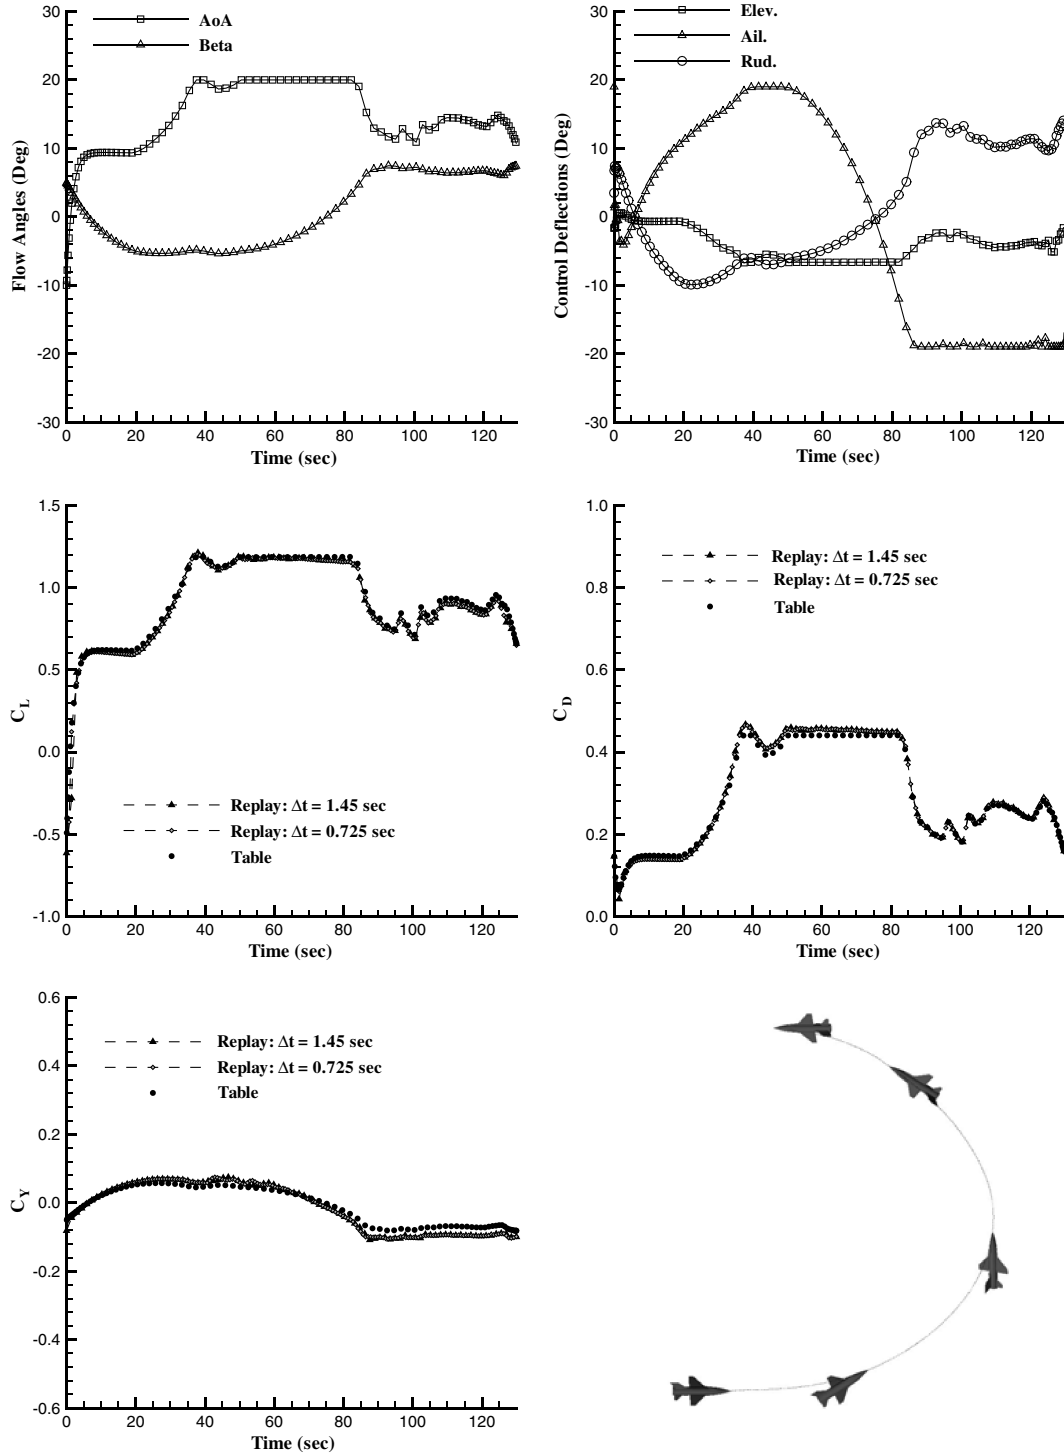 AoA
Beta
Flow Angles (Deg)
30
20
10
0
-10
-20
-30
0 20 40 60 80 100 120
Time (sec)
Elev.
Ail.
Rud.
Control Deflections (Deg)
30
20
10
0
-10
-20
-30
0 20 40 60 80 100 120
Time (sec)
C_L
1.5
1.0
0.5
0.0
-0.5
-1.0
Replay: Δt = 1.45 sec
Replay: Δt = 0.725 sec
Table
0 20 40 60 80 100 120
Time (sec)
C_D
1.0
0.8
0.6
0.4
0.2
0.0
Replay: Δt = 1.45 sec
Replay: Δt = 0.725 sec
Table
0 20 40 60 80 100 120
Time (sec)
C_Y
0.6
0.4
0.2
0.0
-0.2
-0.4
-0.6
Replay: Δt = 1.45 sec
Replay: Δt = 0.725 sec
Table
0 20 40 60 80 100 120
Time (sec)